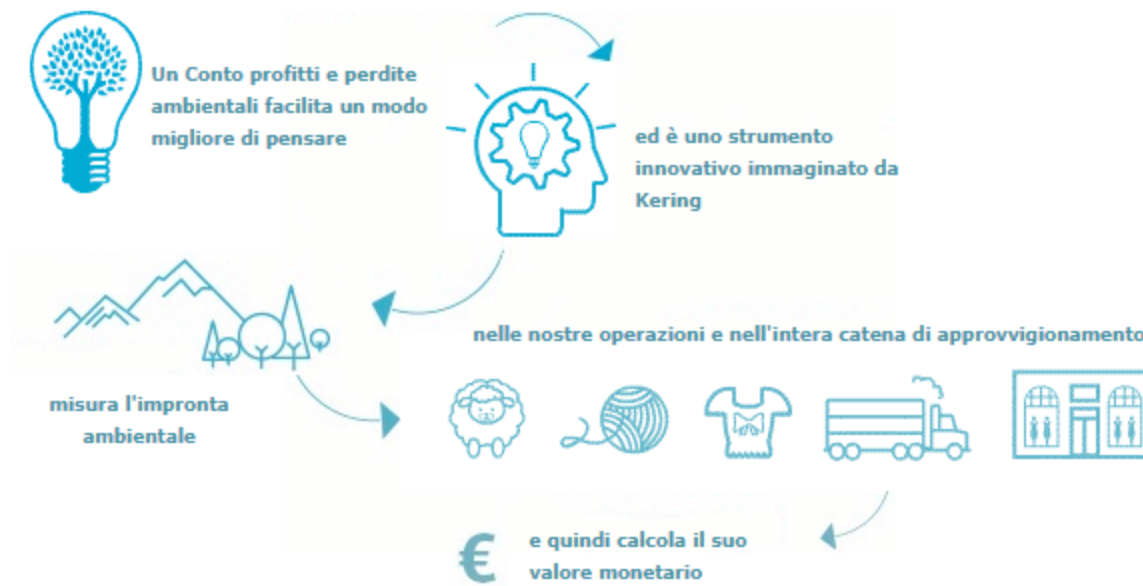 Un Conto profitti e perdite
ambientali facilita un modo
migliore di pensare
ed è uno strumento
innovativo immaginato da
Kering
misura l'impronta
ambientale
nelle nostre operazioni e nell'intera catena di approvvigionamento
€
e quindi calcola il suo
valore monetario